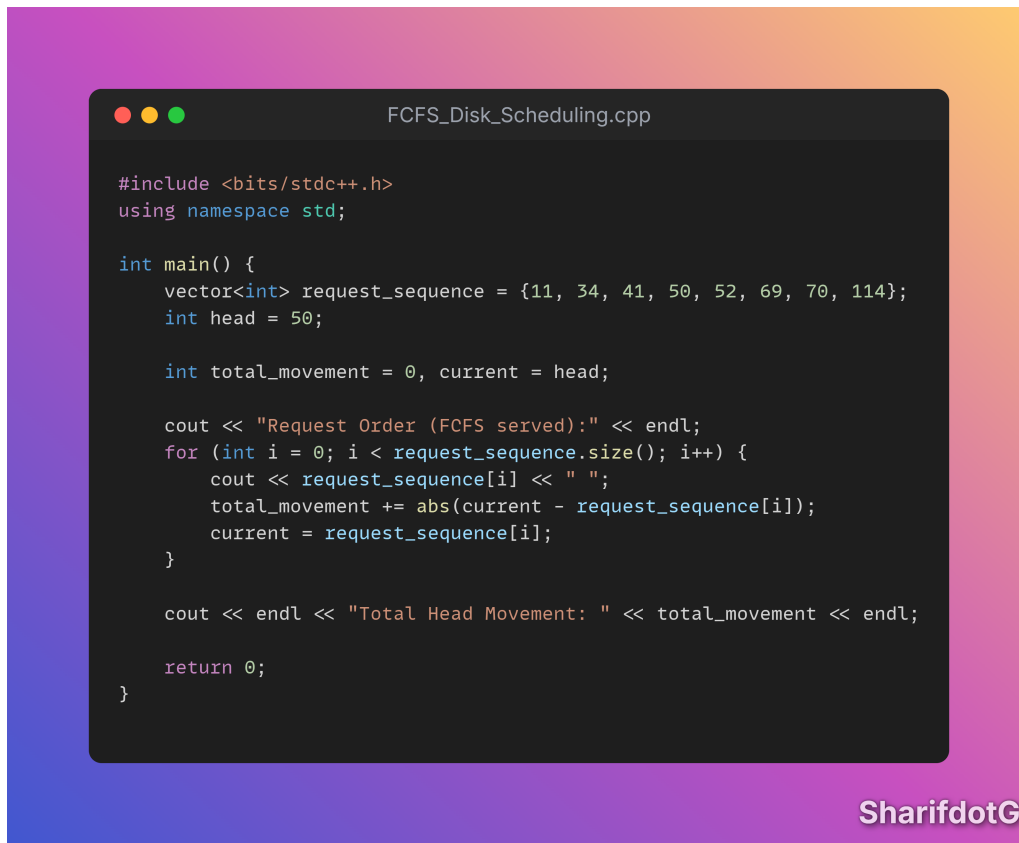 FCFS_Disk_Scheduling.cpp
#include <bits/stdc++.h>
using namespace std;
int main() {
    vector<int> request_sequence = {11, 34, 41, 50, 52, 69, 70, 114};
    int head = 50;
    int total_movement = 0, current = head;
    cout << "Request Order (FCFS served):" << endl;
    for (int i = 0; i < request_sequence.size(); i++) {
        cout << request_sequence[i] << " ";
        total_movement += abs(current - request_sequence[i]);
        current = request_sequence[i];
    }
    cout << endl << "Total Head Movement: " << total_movement << endl;
    return 0;
}
SharifdotG